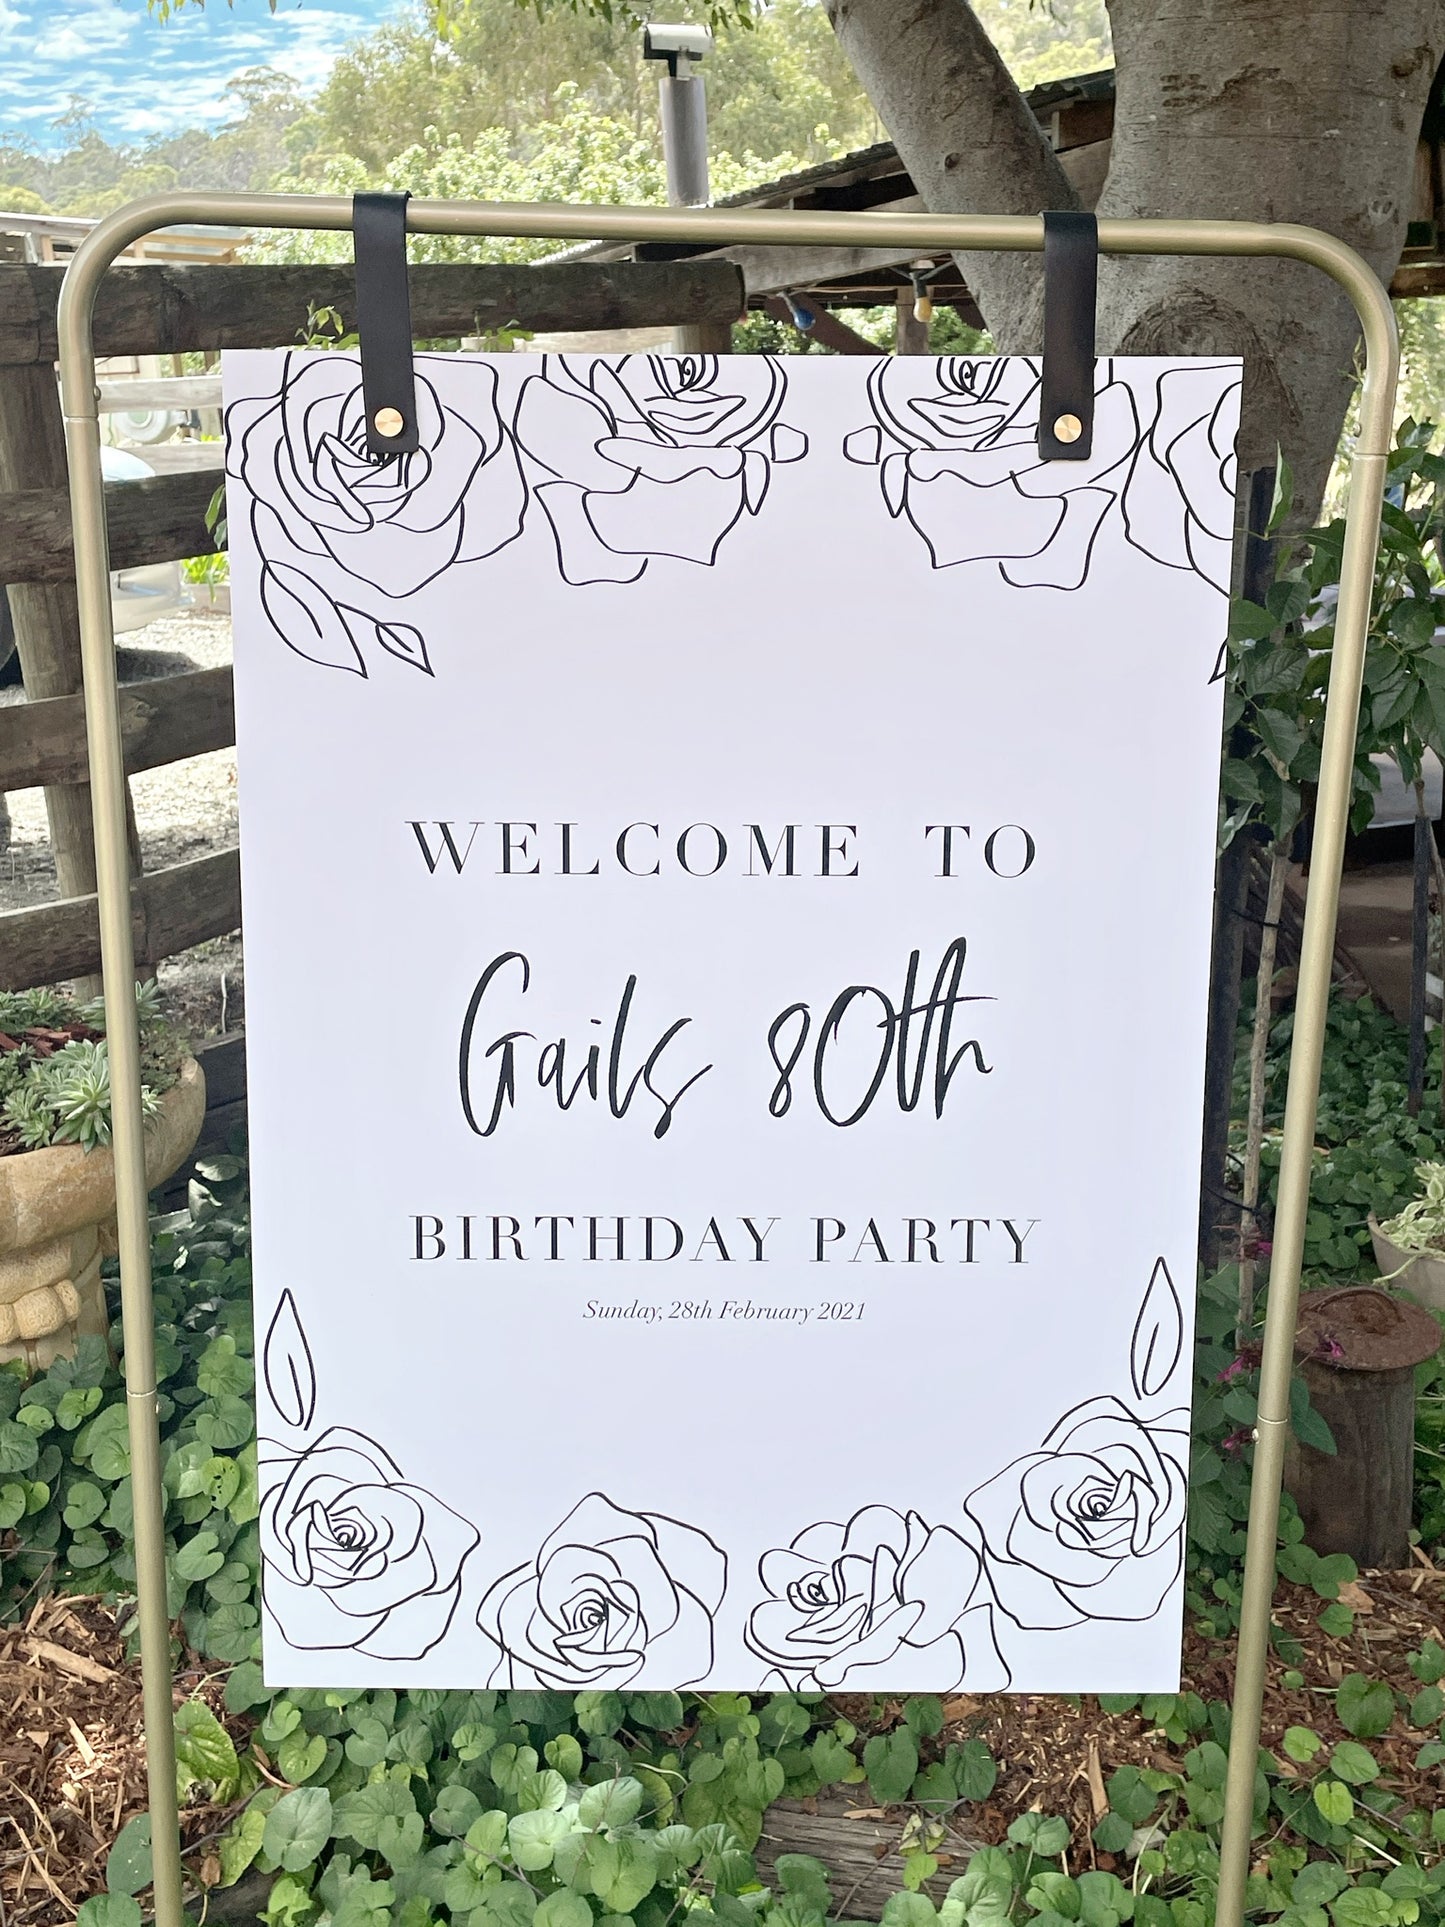 WELCOME TO
Gails 80th
BIRTHDAY PARTY
Sunday, 28th February 2021